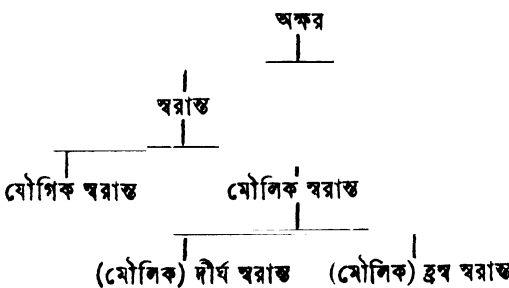 অক্ষর
স্বরান্ত
যৌগিক স্বরান্ত মৌলিক স্বরান্ত
(মৌলিক) দীর্ঘ স্বরান্ত (মৌলিক) হ্রস্ব স্বরান্ত